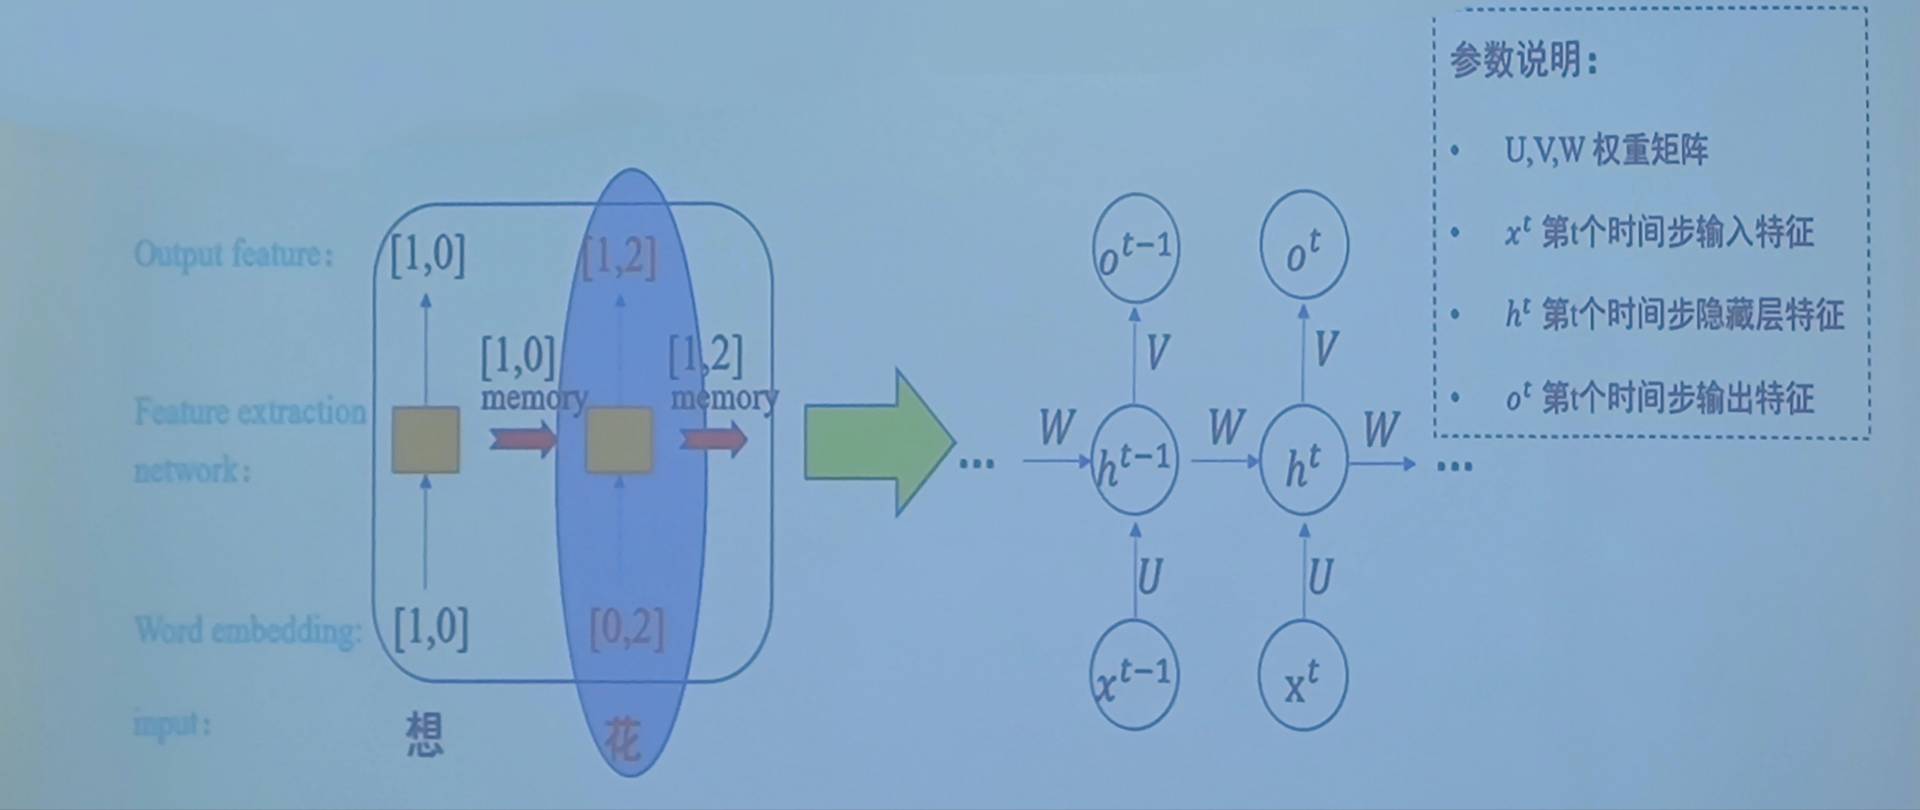 Output feature:
[1,0]
[1,2]
[1,0]
memory
[1,2]
memory
Feature extraction
network:
Word embedding:
[1,0]
[0,2]
input:
想
花
...
W
o^{t-1}
V
h^{t-1}
U
x^{t-1}
W
o^t
V
h^t
U
x^t
W
...
参数说明:
• U,V,W 权重矩阵
• x^t 第t个时间步输入特征
• h^t 第t个时间步隐藏层特征
• o^t 第t个时间步输出特征